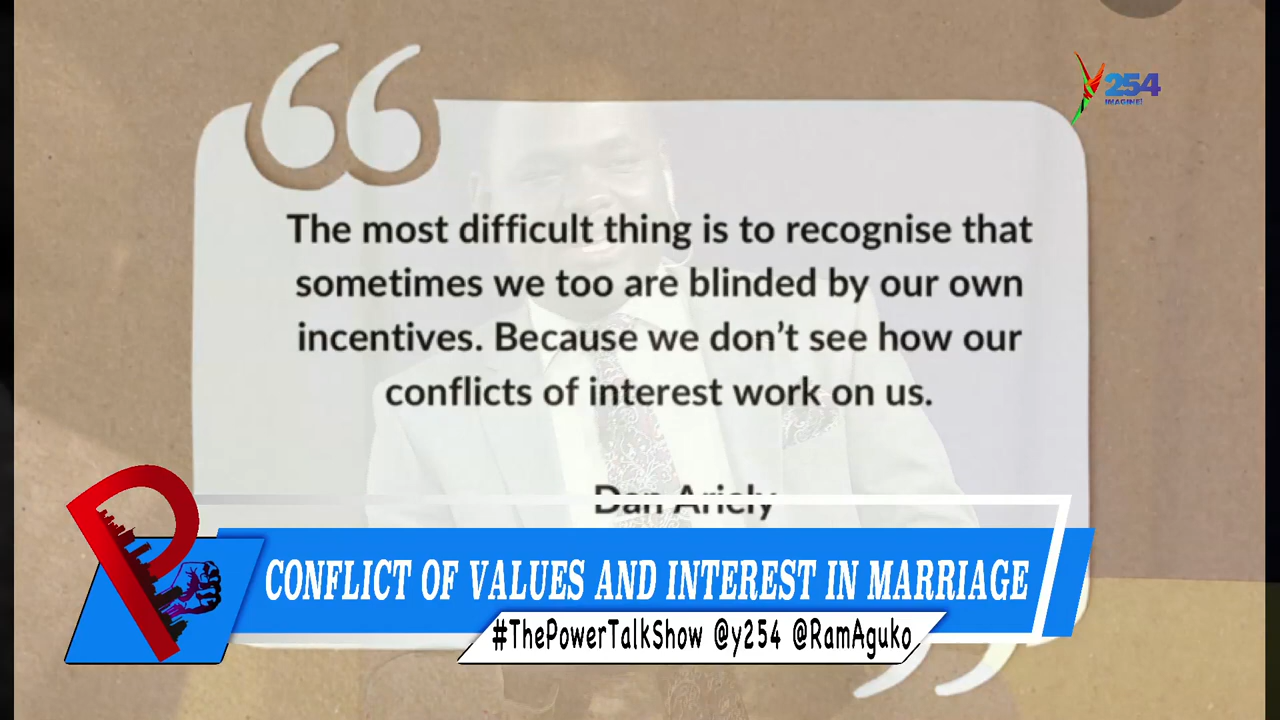 Y254
IMAGINE!
The most difficult thing is to recognise that
sometimes we too are blinded by our own
incentives. Because we don't see how our
conflicts of interest work on us.
Dan Ariely
CONFLICT OF VALUES AND INTEREST IN MARRIAGE
#ThePowerTalkShow @y254 @RamAguko